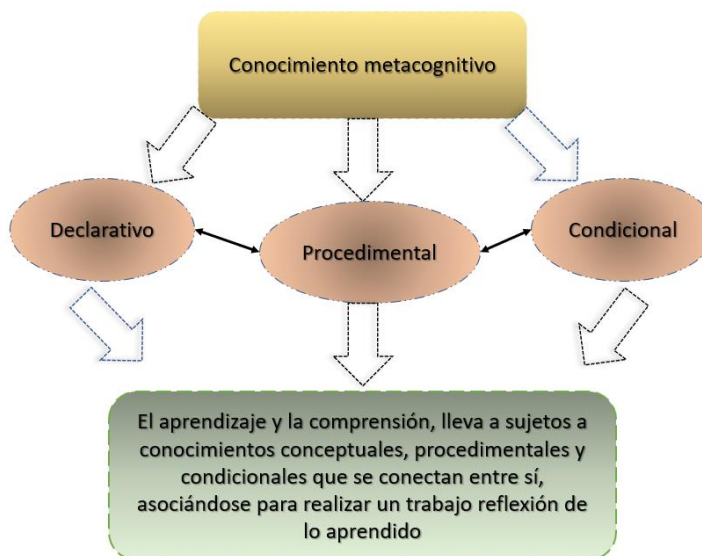 Conocimiento metacognitivo
Declarativo
Procedimental
Condicional
El aprendizaje y la comprensión, lleva a sujetos a
conocimientos conceptuales, procedimentales y
condicionales que se conectan entre sí,
asociándose para realizar un trabajo reflexión de
lo aprendido